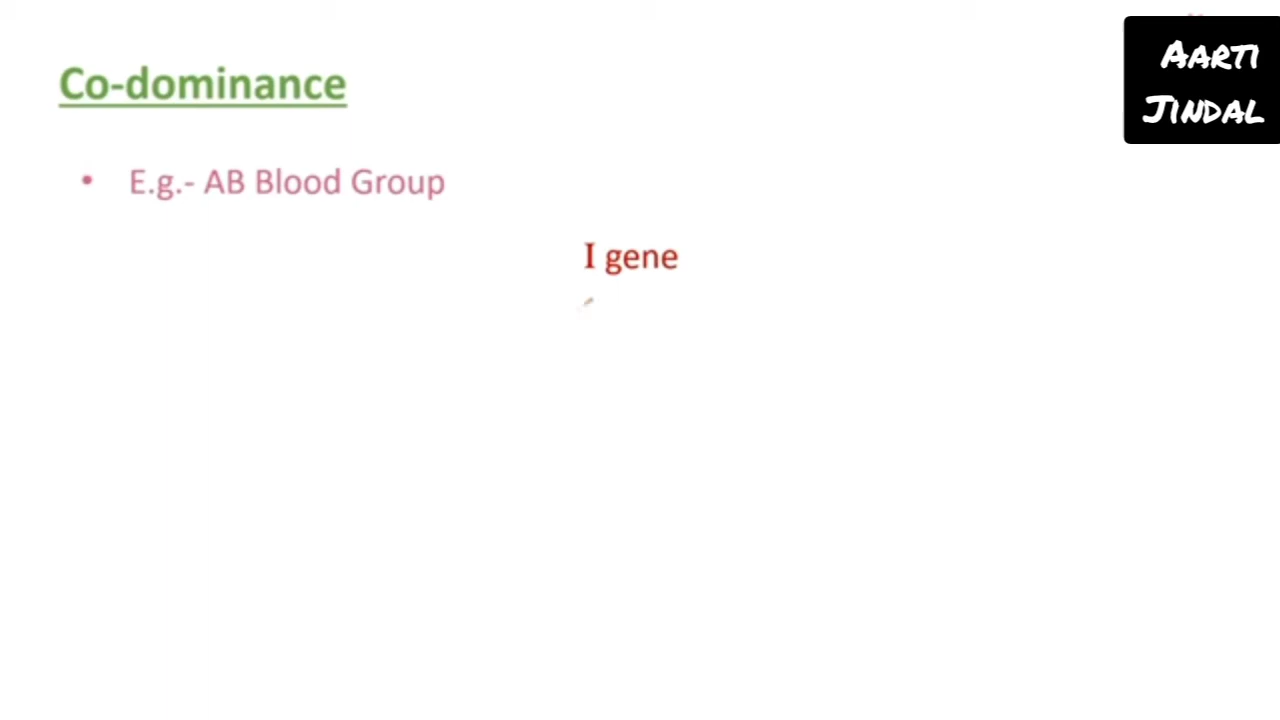 Co-dominance
AARTI
JINDAL
• E.g.- AB Blood Group
I gene